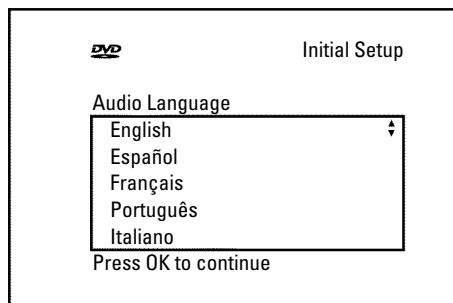 DVD
Initial Setup
Audio Language
English
Español
Français
Português
Italiano
Press OK to continue